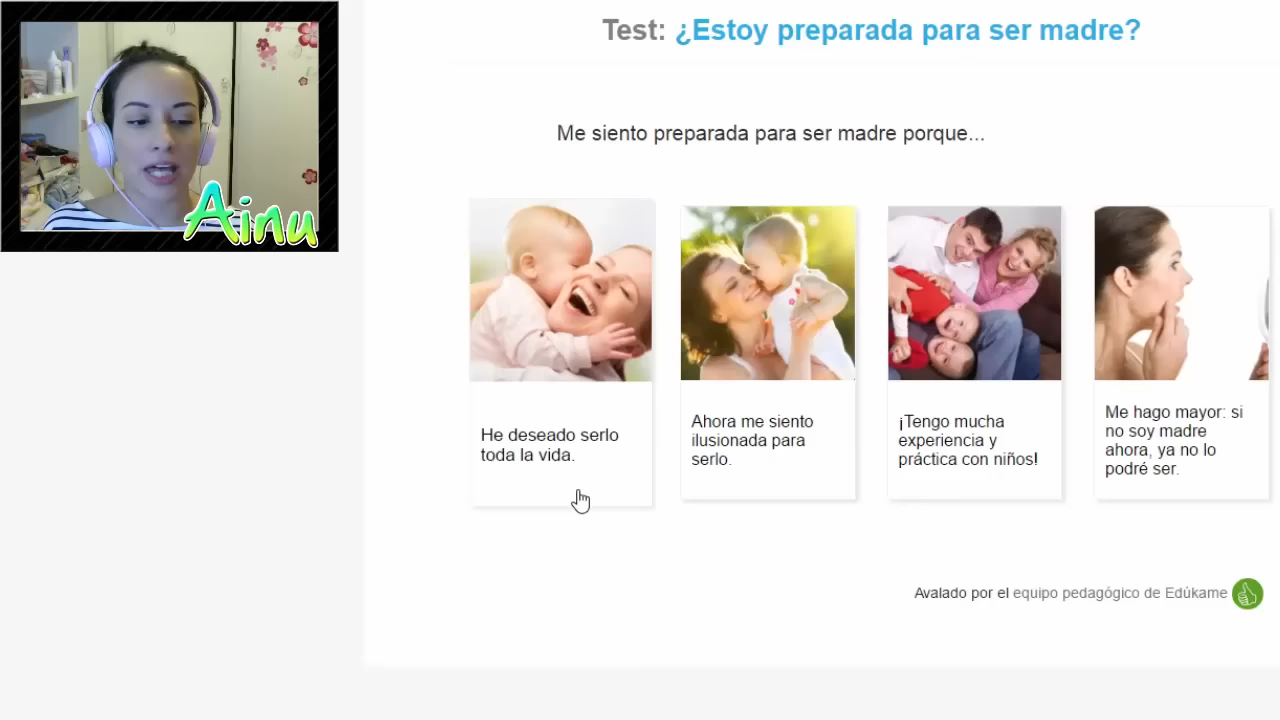 Test: ¿Estoy preparada para ser madre?
Me siento preparada para ser madre porque...
Ainu
He deseado serlo
toda la vida.
Ahora me siento
ilusionada para
serlo.
¡Tengo mucha
experiencia y
práctica con niños!
Me hago mayor: si
no soy madre
ahora, ya no lo
podré ser.
Avalado por el equipo pedagógico de Edúkame